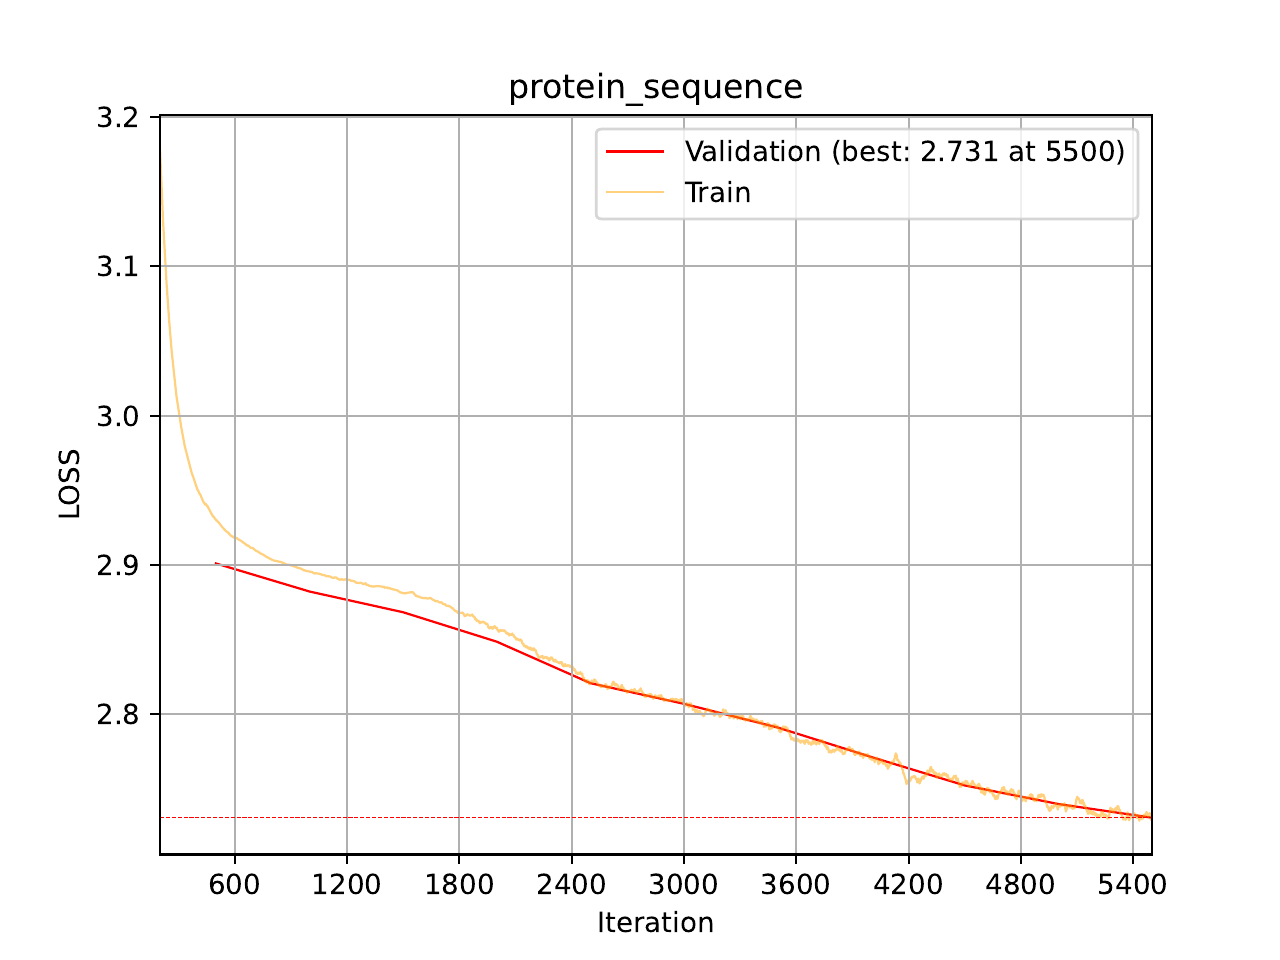 protein_sequence
Validation (best: 2.731 at 5500)
Train
3.2
3.1
3.0
2.9
2.8
LOSS
600 1200 1800 2400 3000 3600 4200 4800 5400
Iteration